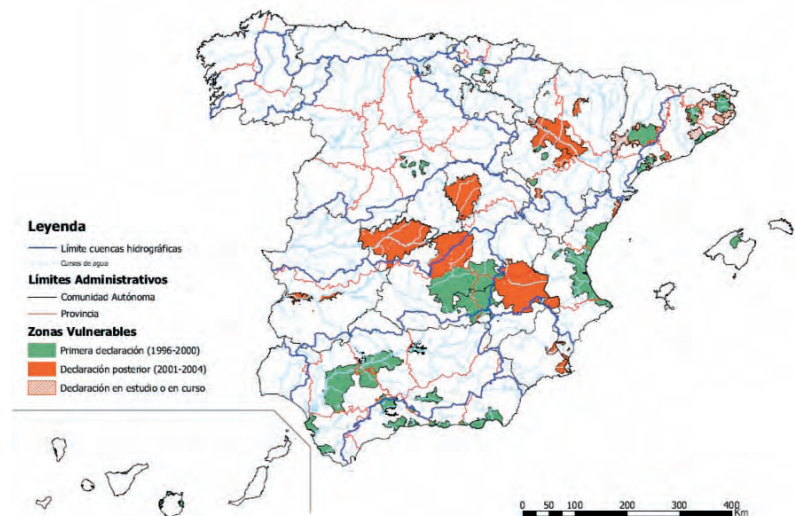 Leyenda
Límite cuencas hidrográficas
Cursos de agua
Límites Administrativos
Comunidad Autónoma
Provincia
Zonas Vulnerables
Primera declaración (1996-2000)
Declaración posterior (2001-2004)
Declaración en estudio o en curso
0 50 100 200 300 400
Km